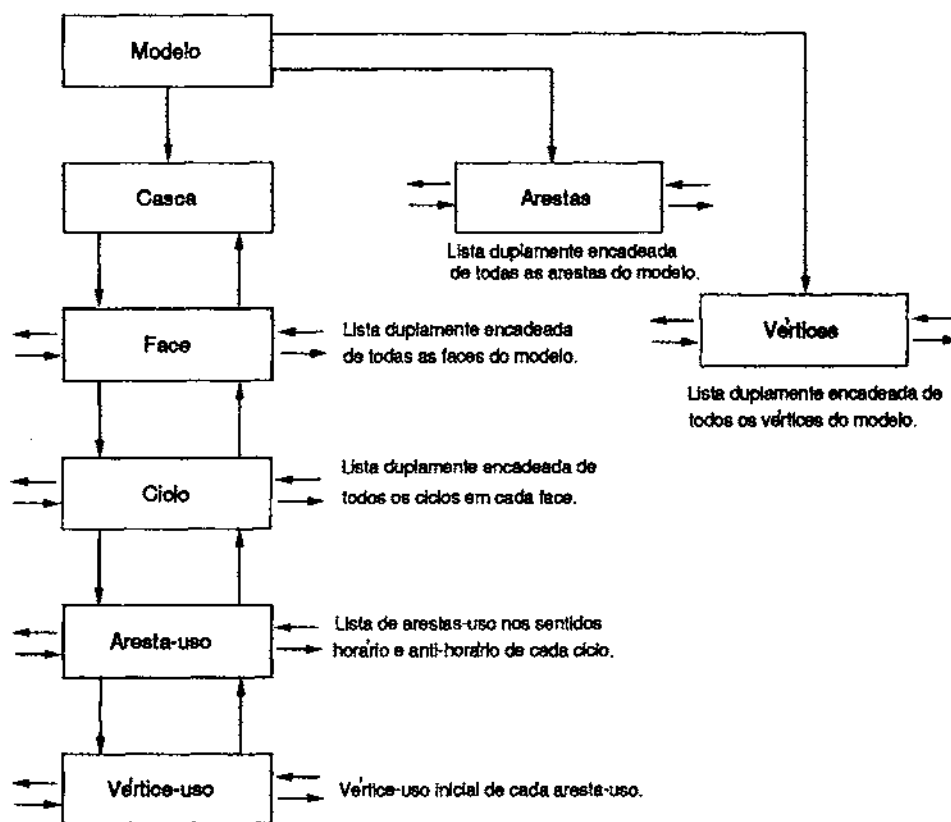 Modelo
Casca
Arestas
Lista duplamente encadeada
de todas as arestas do modelo.
Face
Lista duplamente encadeada
de todas as faces do modelo.
Vértices
Lista duplamente encadeada de
todos os vértices do modelo.
Ciclo
Lista duplamente encadeada de
todos os ciclos em cada face.
Aresta-uso
Lista de arestas-uso nos sentidos
horário e anti-horário de cada ciclo.
Vértice-uso
Vértice-uso inicial de cada aresta-uso.